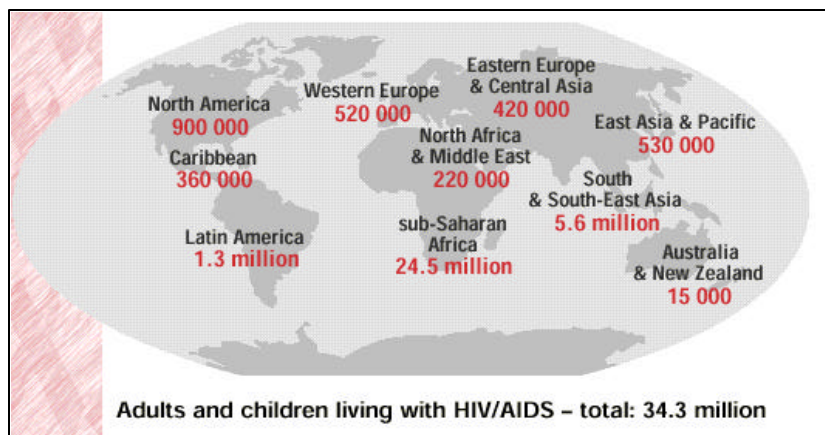 Eastern Europe
& Central Asia
420 000
Western Europe
520 000
North America
900 000
East Asia & Pacific
530 000
North Africa
& Middle East
220 000
Caribbean
360 000
South
& South-East Asia
5.6 million
sub-Saharan
Africa
24.5 million
Latin America
1.3 million
Australia
& New Zealand
15 000
Adults and children living with HIV/AIDS – total: 34.3 million